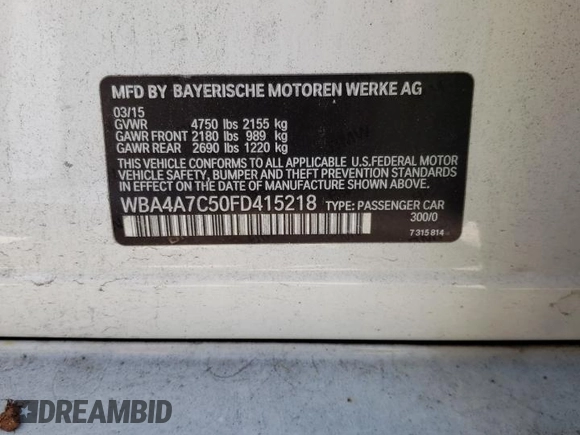 MFD BY BAYERISCHE MOTOREN WERKE AG
03/15
GVWR 4750 lbs 2155 kg
GAWR FRONT 2180 lbs 989 kg
GAWR REAR 2690 lbs 1220 kg
THIS VEHICLE CONFORMS TO ALL APPLICABLE U.S.FEDERAL MOTOR
VEHICLE SAFETY, BUMPER, AND THEFT PREVENTION STANDARDS IN
EFFECT ON THE DATE OF MANUFACTURE SHOWN ABOVE.
WBA4A7C50FD415218 TYPE: PASSENGER CAR
300/0
7 315 814
DREAMBID